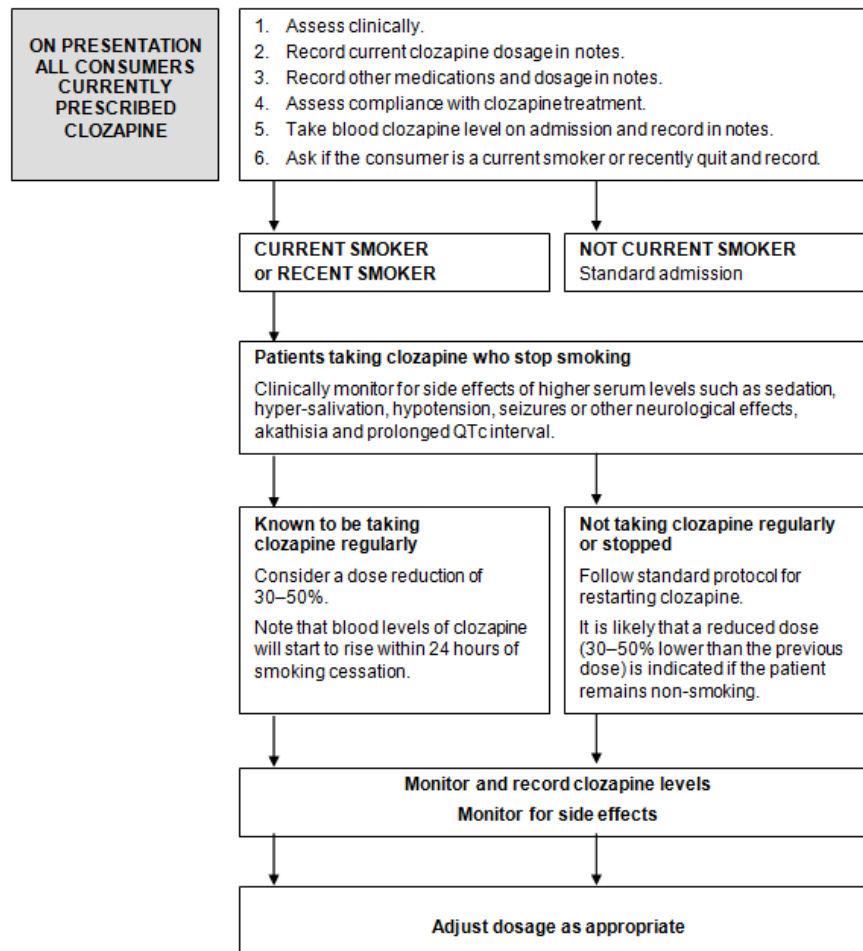 ON PRESENTATION
ALL CONSUMERS
CURRENTLY
PRESCRIBED
CLOZAPINE
1. Assess clinically.
2. Record current clozapine dosage in notes.
3. Record other medications and dosage in notes.
4. Assess compliance with clozapine treatment.
5. Take blood clozapine level on admission and record in notes.
6. Ask if the consumer is a current smoker or recently quit and record.
CURRENT SMOKER
or RECENT SMOKER
NOT CURRENT SMOKER
Standard admission
Patients taking clozapine who stop smoking
Clinically monitor for side effects of higher serum levels such as sedation,
hyper-salivation, hypotension, seizures or other neurological effects,
akathisia and prolonged QTc interval.
Known to be taking
clozapine regularly
Consider a dose reduction of
30–50%.
Note that blood levels of clozapine
will start to rise within 24 hours of
smoking cessation.
Not taking clozapine regularly
or stopped
Follow standard protocol for
restarting clozapine.
It is likely that a reduced dose
(30–50% lower than the previous
dose) is indicated if the patient
remains non-smoking.
Monitor and record clozapine levels
Monitor for side effects
Adjust dosage as appropriate